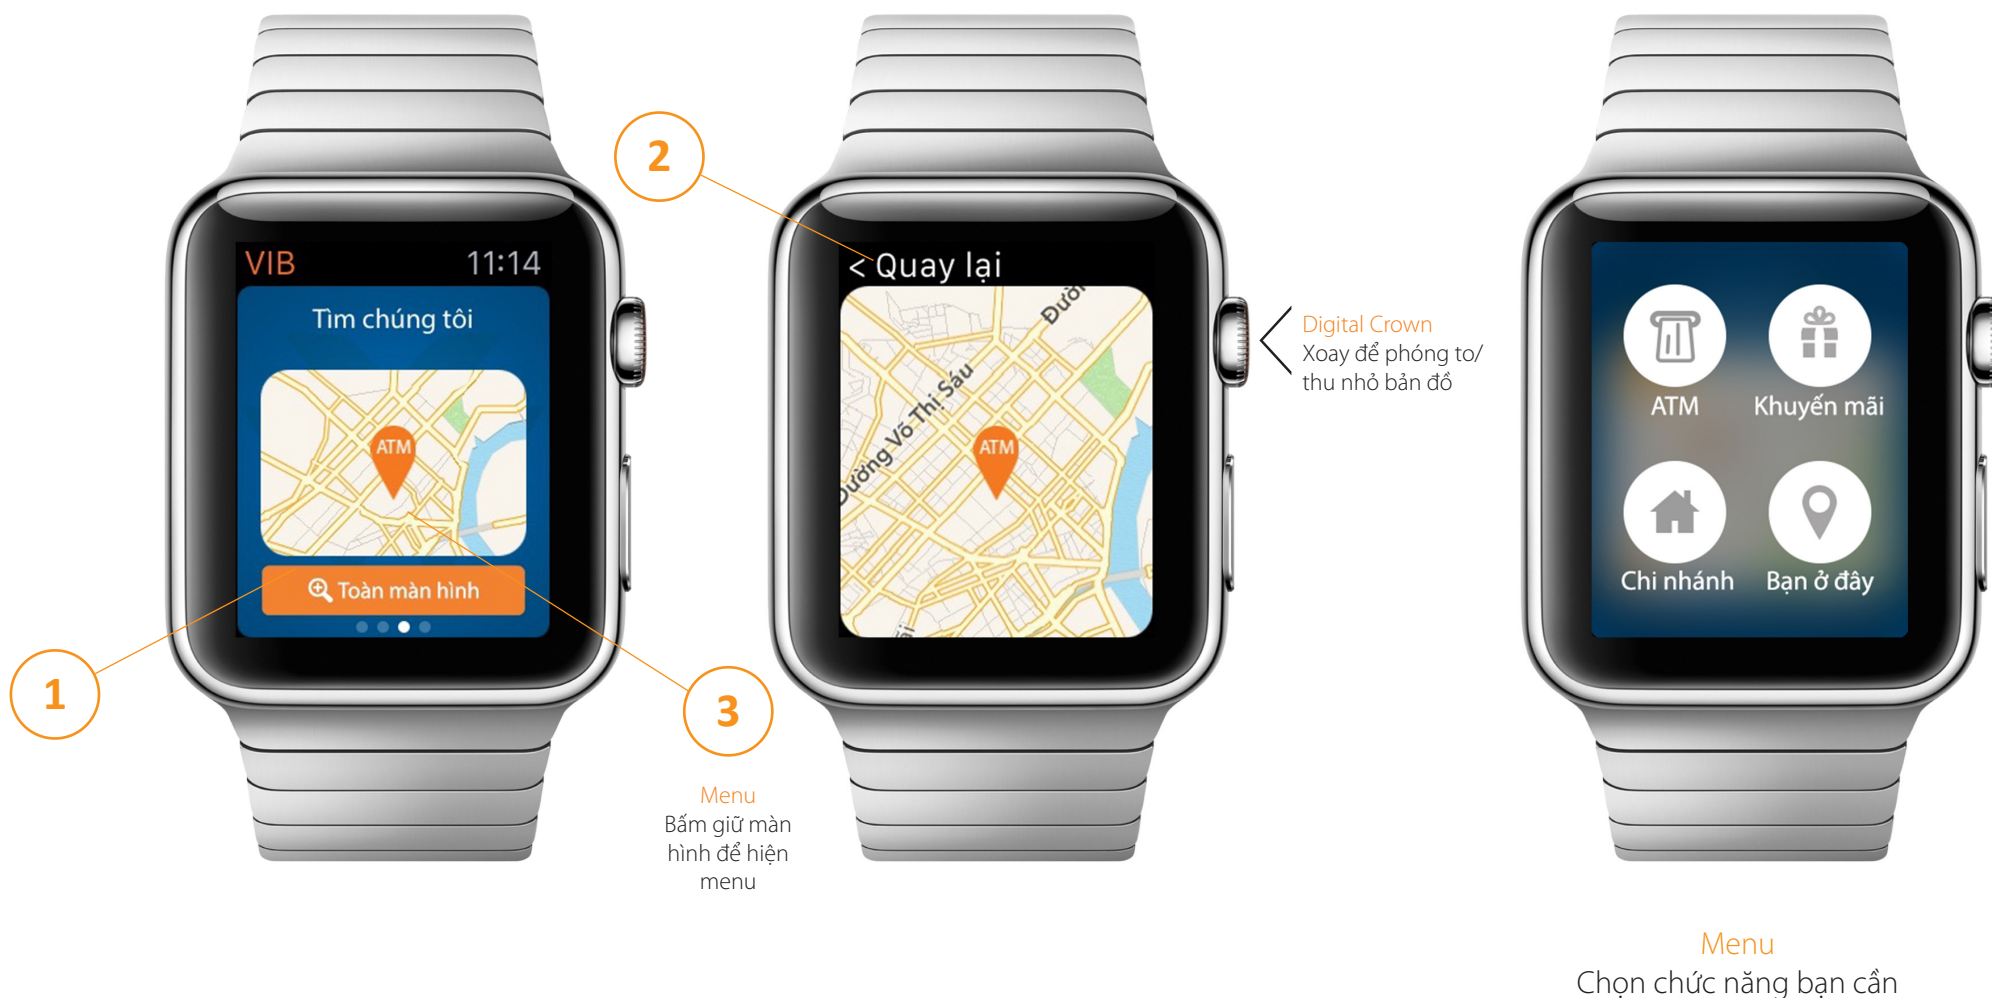 VIB 11:14
Tìm chúng tôi
ATM
Toàn màn hình
1
2
3
Menu
Bấm giữ màn
hình để hiện
menu
< Quay lại
Đường Võ Thị Sáu
ATM
Digital Crown
Xoay để phóng to/
thu nhỏ bản đồ
ATM Khuyến mãi
Chi nhánh Bạn ở đây
Menu
Chọn chức năng bạn cần